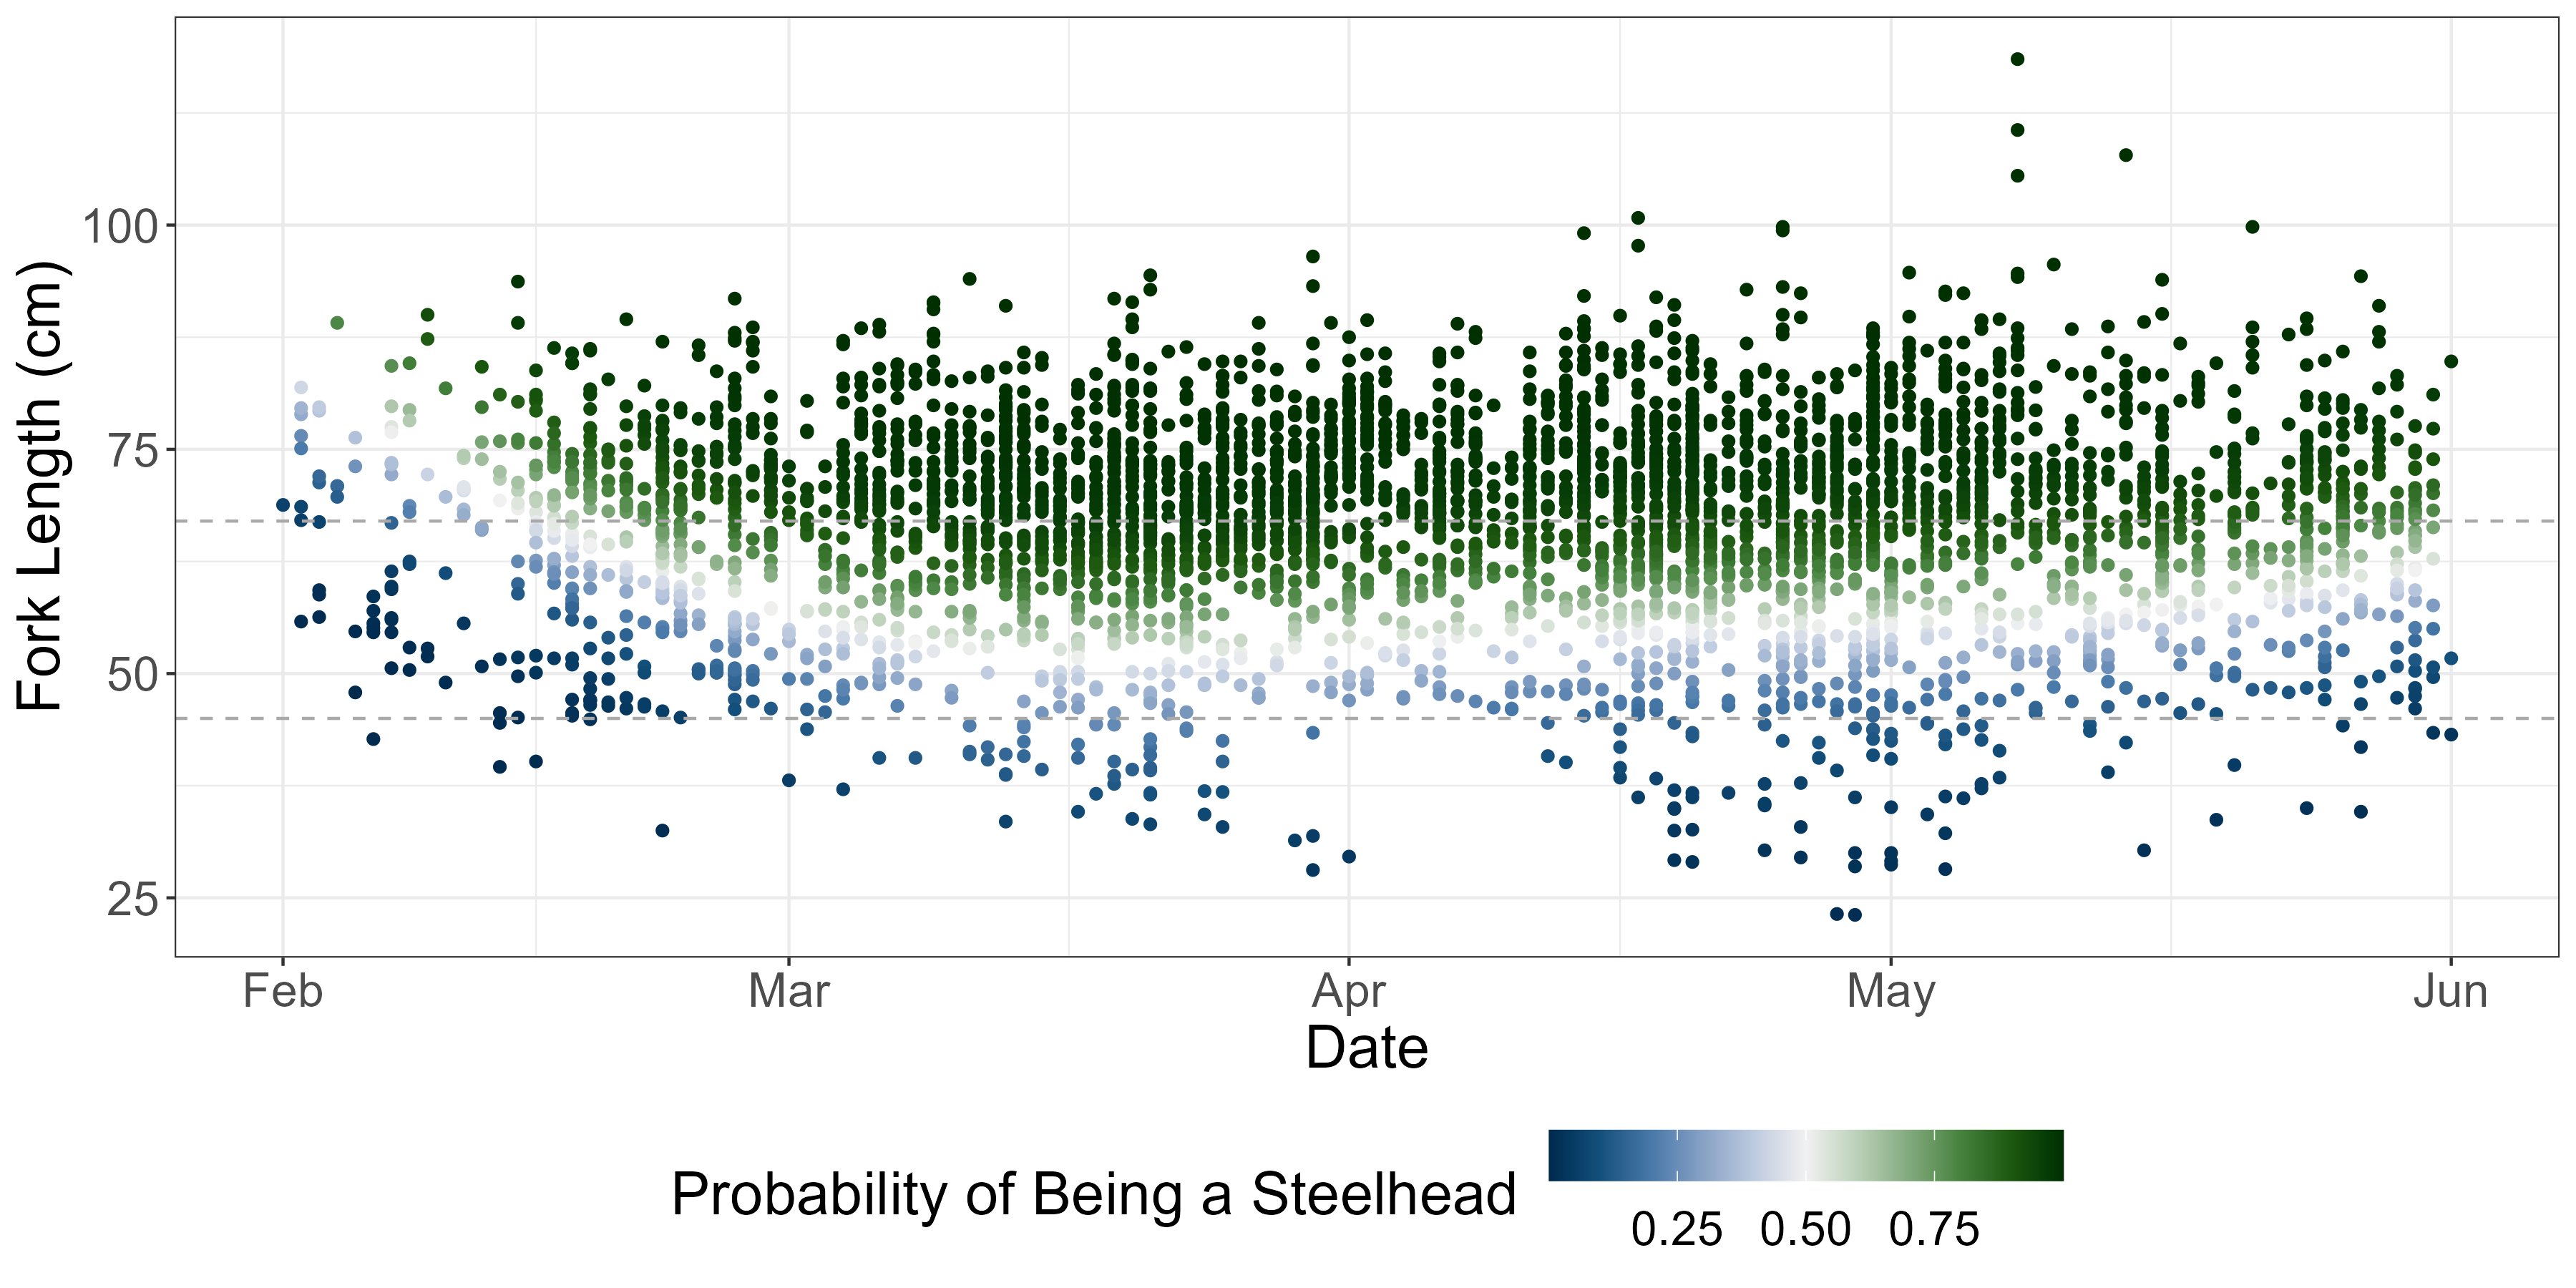 Fork Length (cm)
100
75
50
25
Feb Mar Apr May Jun
Date
Probability of Being a Steelhead
0.25 0.50 0.75